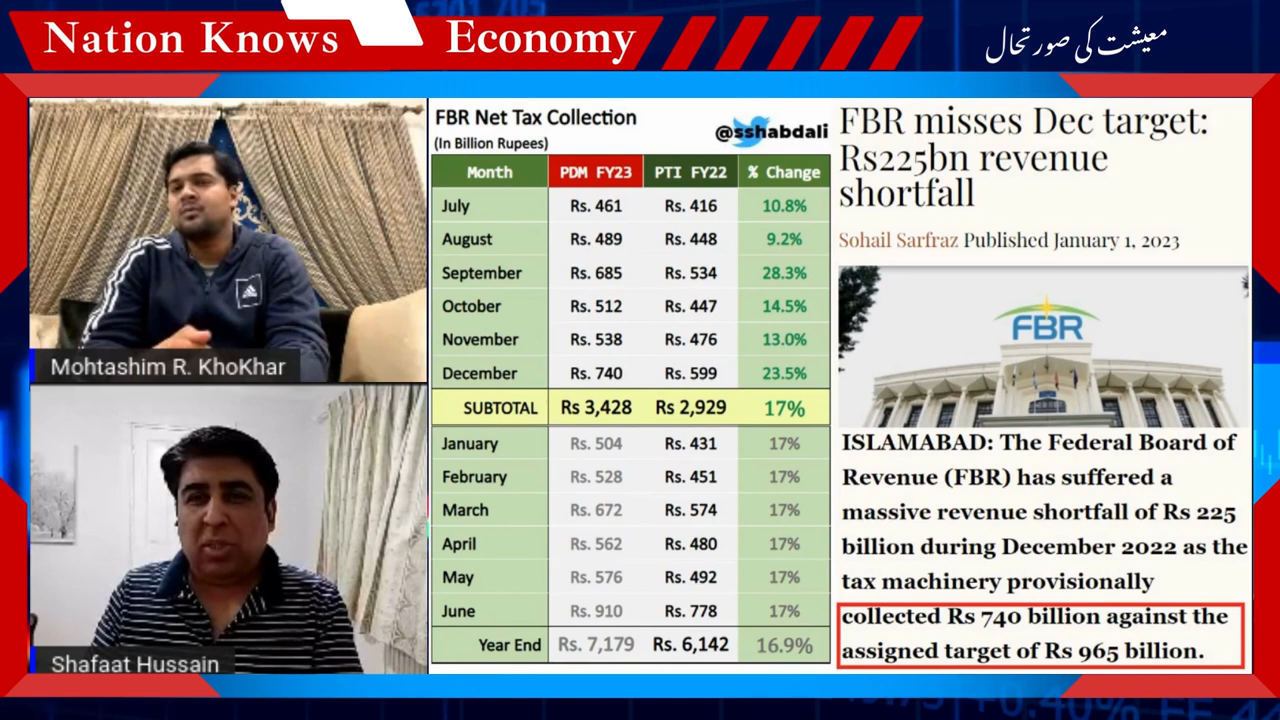 Nation Knows Economy معیشت کی صورتحال
Mohtashim R. KhoKhar
Shafaat Hussain
FBR Net Tax Collection
(In Billion Rupees)
@sshabdali
Month PDM FY23 PTI FY22 % Change
July Rs. 461 Rs. 416 10.8%
August Rs. 489 Rs. 448 9.2%
September Rs. 685 Rs. 534 28.3%
October Rs. 512 Rs. 447 14.5%
November Rs. 538 Rs. 476 13.0%
December Rs. 740 Rs. 599 23.5%
SUBTOTAL Rs 3,428 Rs 2,929 17%
January Rs. 504 Rs. 431 17%
February Rs. 528 Rs. 451 17%
March Rs. 672 Rs. 574 17%
April Rs. 562 Rs. 480 17%
May Rs. 576 Rs. 492 17%
June Rs. 910 Rs. 778 17%
Year End Rs. 7,179 Rs. 6,142 16.9%
FBR misses Dec target:
Rs225bn revenue
shortfall
Sohail Sarfraz Published January 1, 2023
FBR
ISLAMABAD: The Federal Board of
Revenue (FBR) has suffered a
massive revenue shortfall of Rs 225
billion during December 2022 as the
tax machinery provisionally
collected Rs 740 billion against the
assigned target of Rs 965 billion.